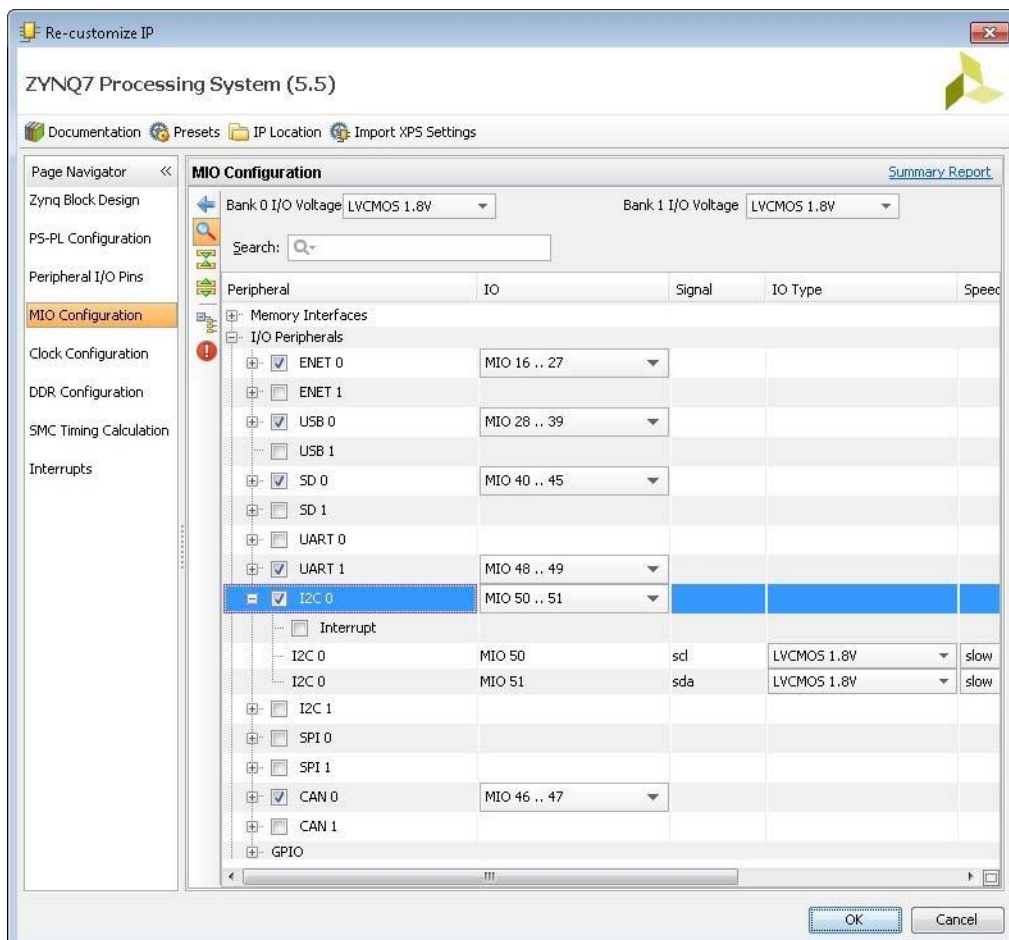 Re-customize IP
ZYNQ7 Processing System (5.5)
Documentation Presets IP Location Import XPS Settings
Page Navigator «
Zynq Block Design
PS-PL Configuration
Peripheral I/O Pins
MIO Configuration
Clock Configuration
DDR Configuration
SMC Timing Calculation
Interrupts
MIO Configuration Summary Report
Bank 0 I/O Voltage LVCMOS 1.8V Bank 1 I/O Voltage LVCMOS 1.8V
Search:
Peripheral IO Signal IO Type Speed
Memory Interfaces
I/O Peripherals
ENET 0 MIO 16 .. 27
ENET 1
USB 0 MIO 28 .. 39
USB 1
SD 0 MIO 40 .. 45
SD 1
UART 0
UART 1 MIO 48 .. 49
I2C 0 MIO 50 .. 51
Interrupt
I2C 0 MIO 50 scl LVCMOS 1.8V slow
I2C 0 MIO 51 sda LVCMOS 1.8V slow
I2C 1
SPI 0
SPI 1
CAN 0 MIO 46 .. 47
CAN 1
GPIO
OK Cancel